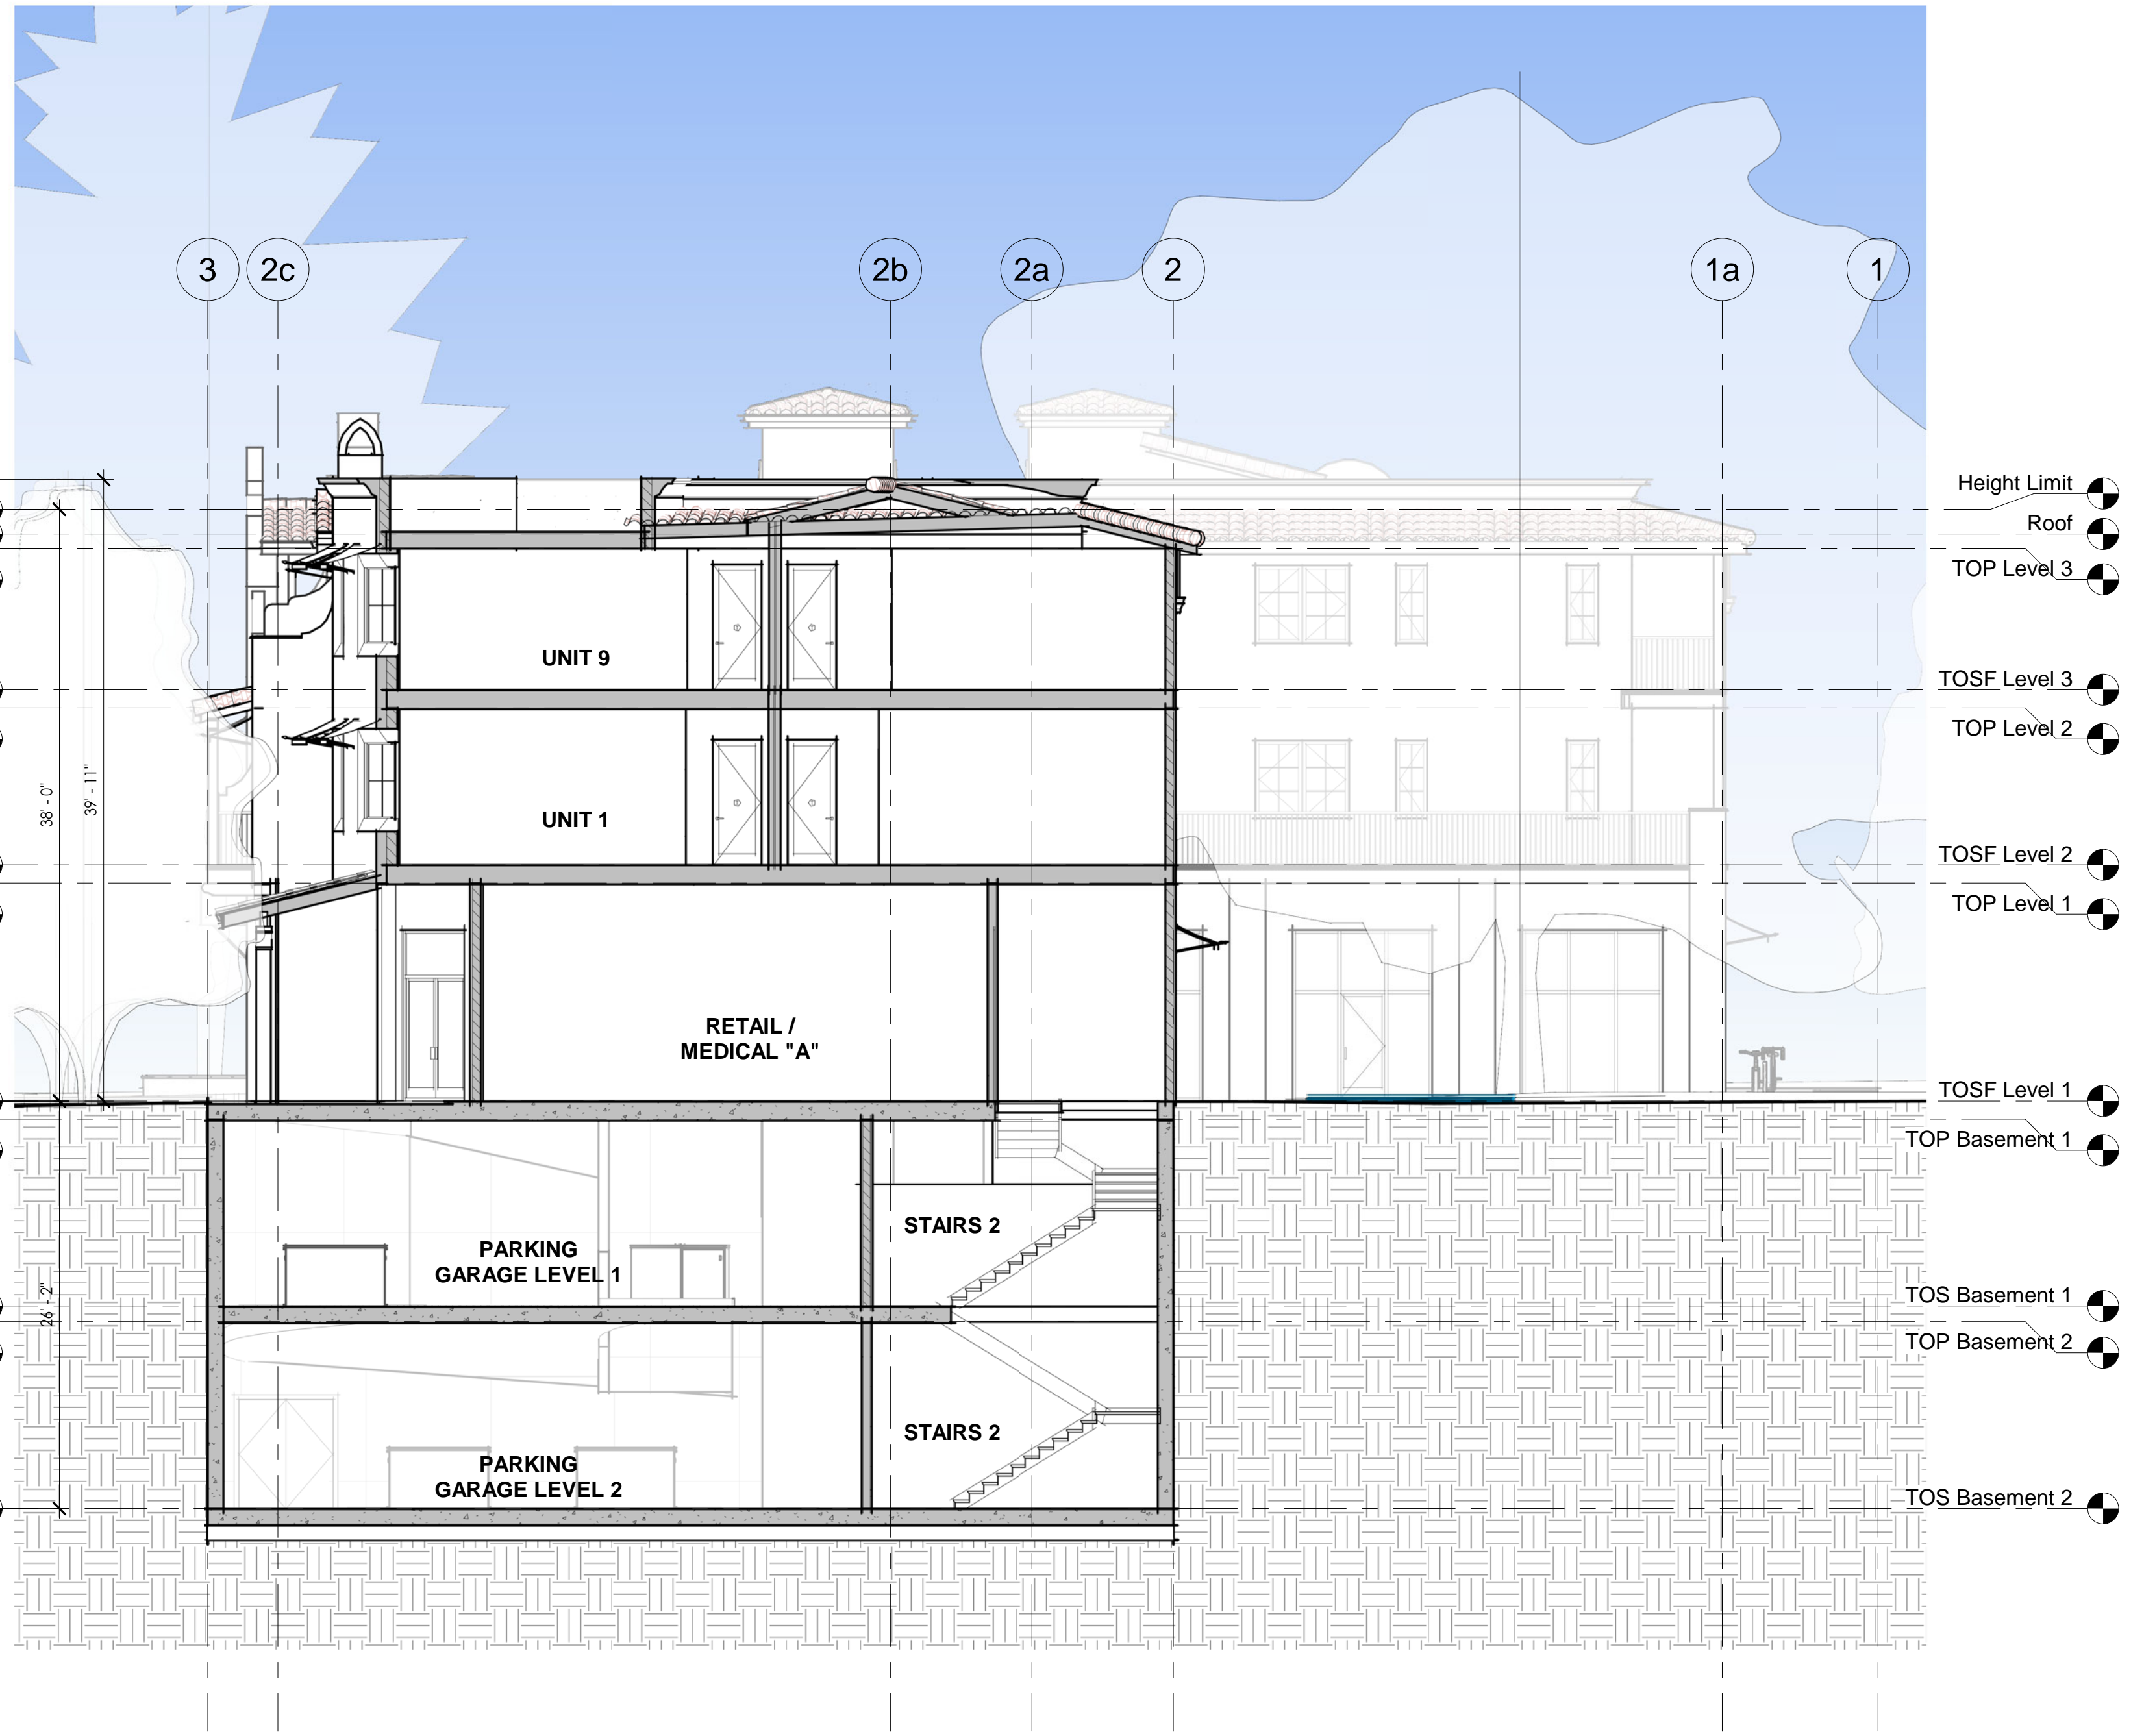 3
2c
2b
2a
2
1a
1
Height Limit
Roof
TOP Level 3
UNIT 9
TOSF Level 3
TOP Level 2
38' - 0"
39' - 11"
UNIT 1
TOSF Level 2
TOP Level 1
RETAIL /
MEDICAL "A"
TOSF Level 1
TOP Basement 1
STAIRS 2
PARKING
GARAGE LEVEL 1
26' - 2"
TOS Basement 1
TOP Basement 2
STAIRS 2
PARKING
GARAGE LEVEL 2
TOS Basement 2